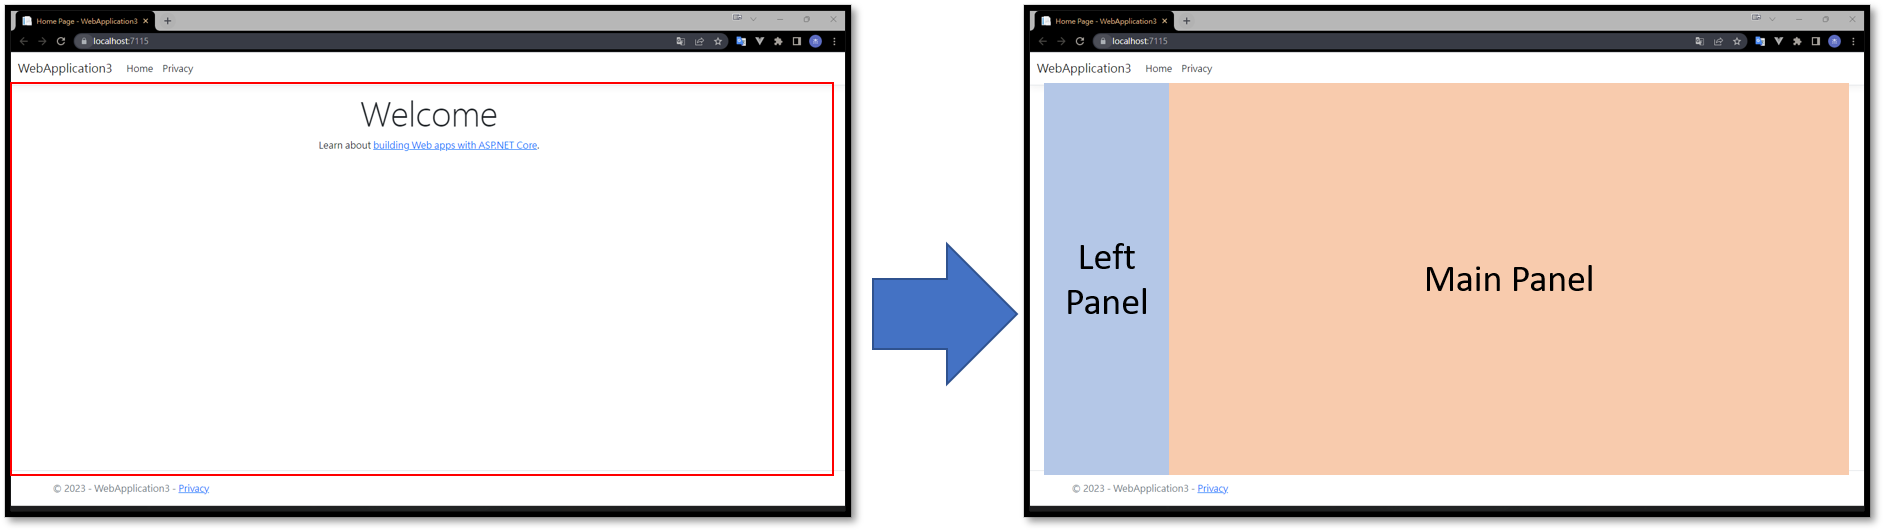 Home Page - WebApplication3
localhost:7115
WebApplication3 Home Privacy
Welcome
Learn about building Web apps with ASP.NET Core.
© 2023 - WebApplication3 - Privacy
Home Page - WebApplication3
localhost:7115
WebApplication3 Home Privacy
Left
Panel
Main Panel
© 2023 - WebApplication3 - Privacy